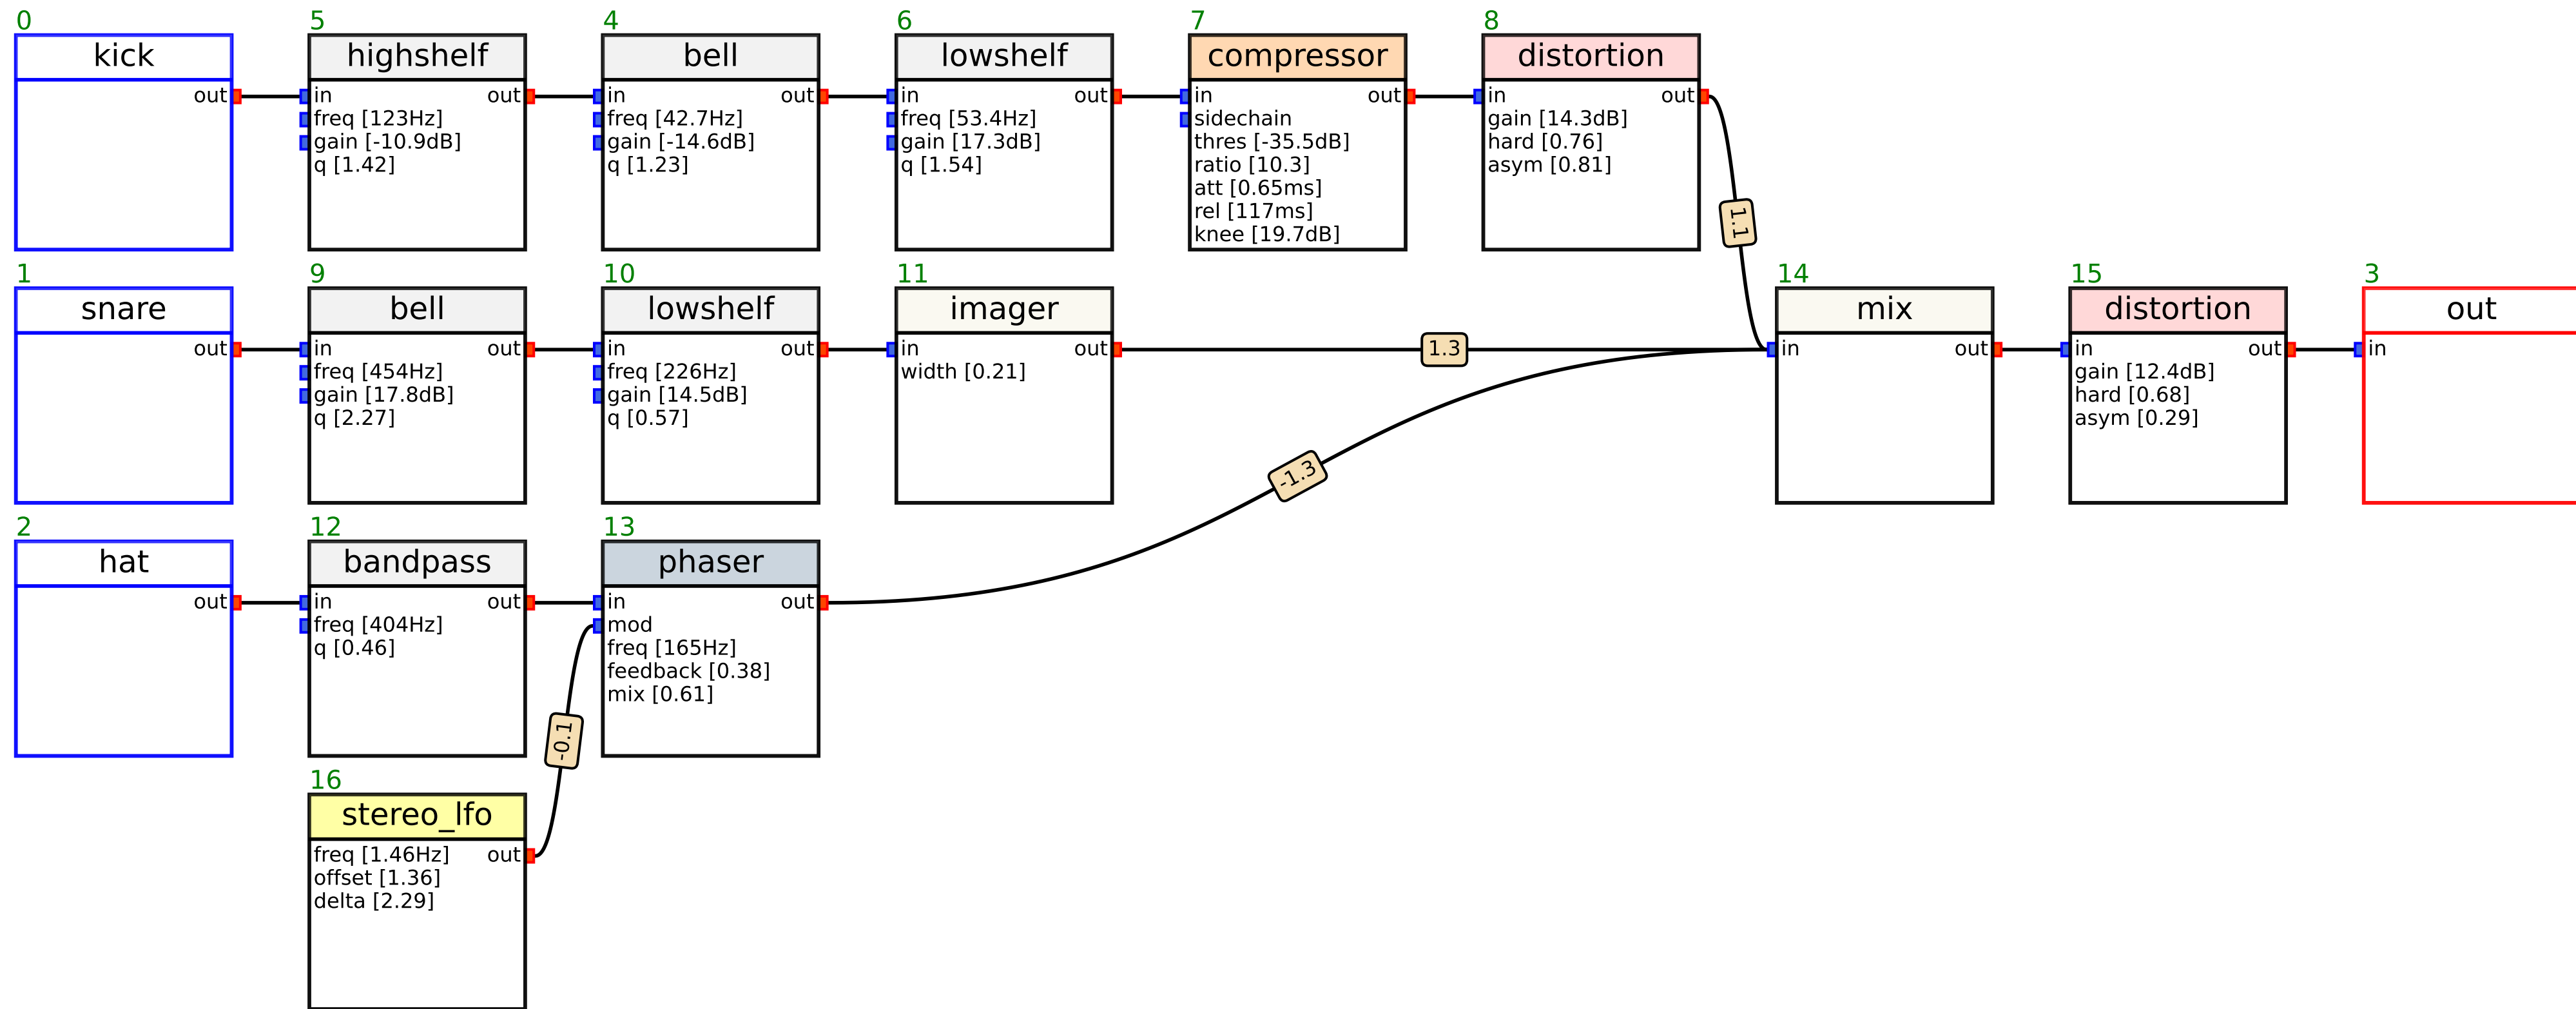 0
kick
out
5
highshelf
in out
freq [123Hz]
gain [-10.9dB]
q [1.42]
4
bell
in out
freq [42.7Hz]
gain [-14.6dB]
q [1.23]
6
lowshelf
in out
freq [53.4Hz]
gain [17.3dB]
q [1.54]
7
compressor
in out
sidechain
thres [-35.5dB]
ratio [10.3]
att [0.65ms]
rel [117ms]
knee [19.7dB]
8
distortion
in out
gain [14.3dB]
hard [0.76]
asym [0.81]
1.1
1
snare
out
9
bell
in out
freq [454Hz]
gain [17.8dB]
q [2.27]
10
lowshelf
in out
freq [226Hz]
gain [14.5dB]
q [0.57]
11
imager
in out
width [0.21]
1.3
14
mix
in out
15
distortion
in out
gain [12.4dB]
hard [0.68]
asym [0.29]
3
out
in
-1.3
2
hat
out
12
bandpass
in out
freq [404Hz]
q [0.46]
13
phaser
in out
mod
freq [165Hz]
feedback [0.38]
mix [0.61]
-0.1
16
stereo_lfo
freq [1.46Hz] out
offset [1.36]
delta [2.29]